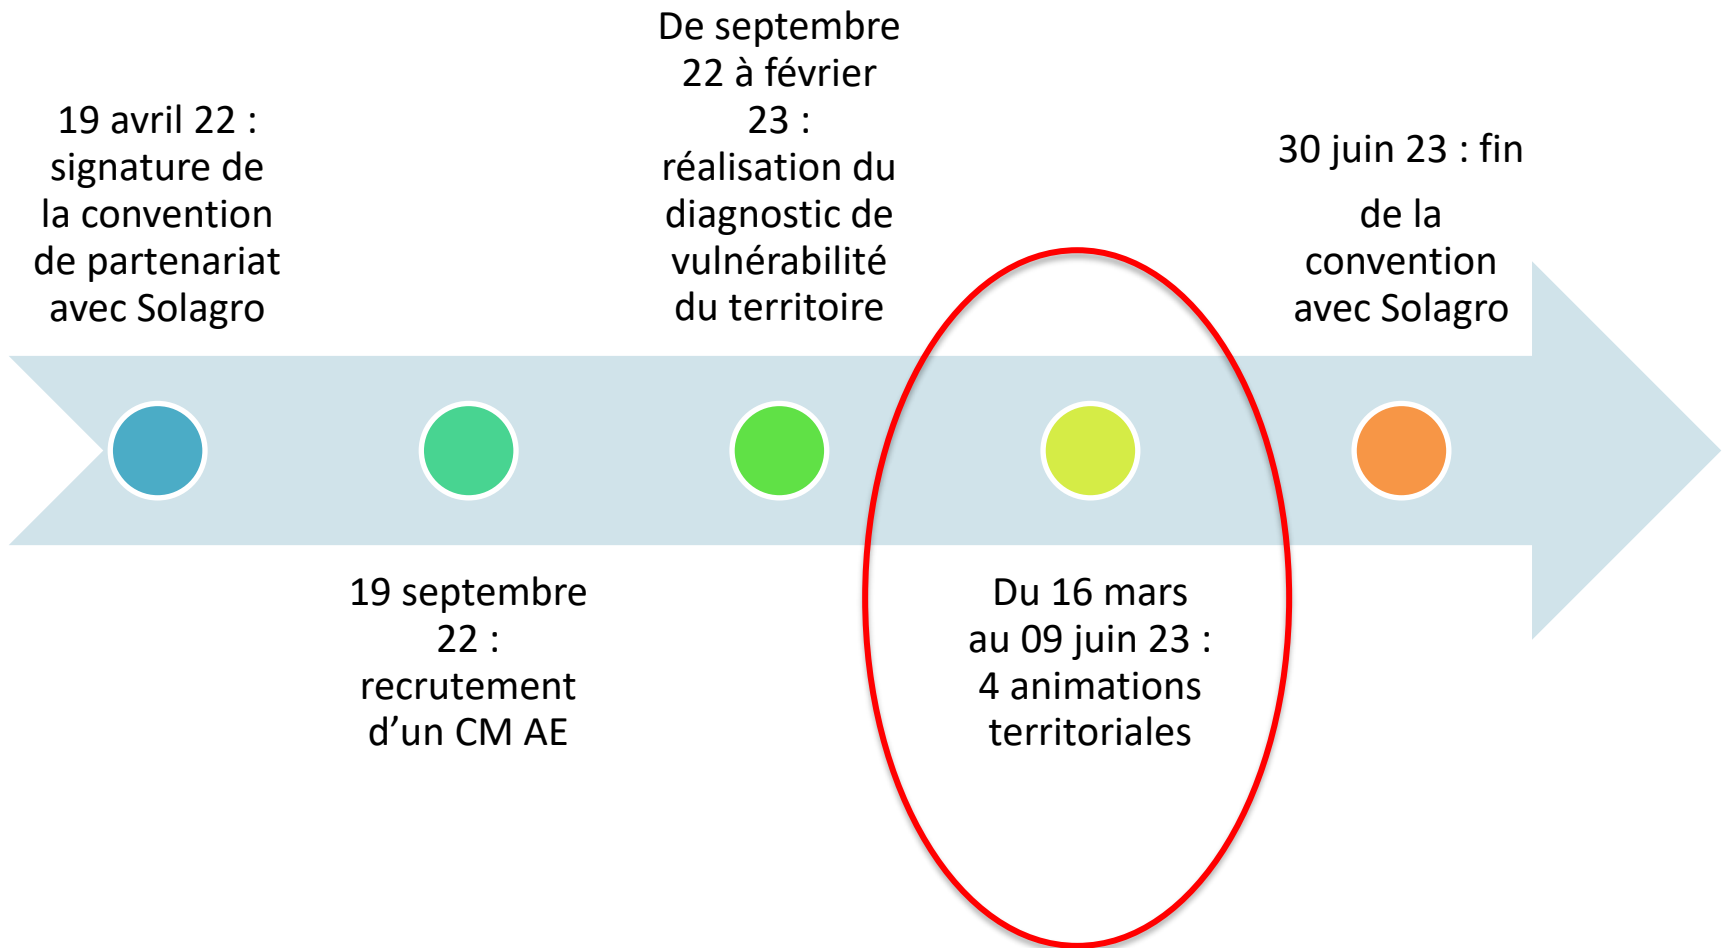 19 avril 22 :
signature de
la convention
de partenariat
avec Solagro
19 septembre
22 :
recrutement
d’un CM AE
De septembre
22 à février
23 :
réalisation du
diagnostic de
vulnérabilité
du territoire
Du 16 mars
au 09 juin 23 :
4 animations
territoriales
30 juin 23 : fin
de la
convention
avec Solagro